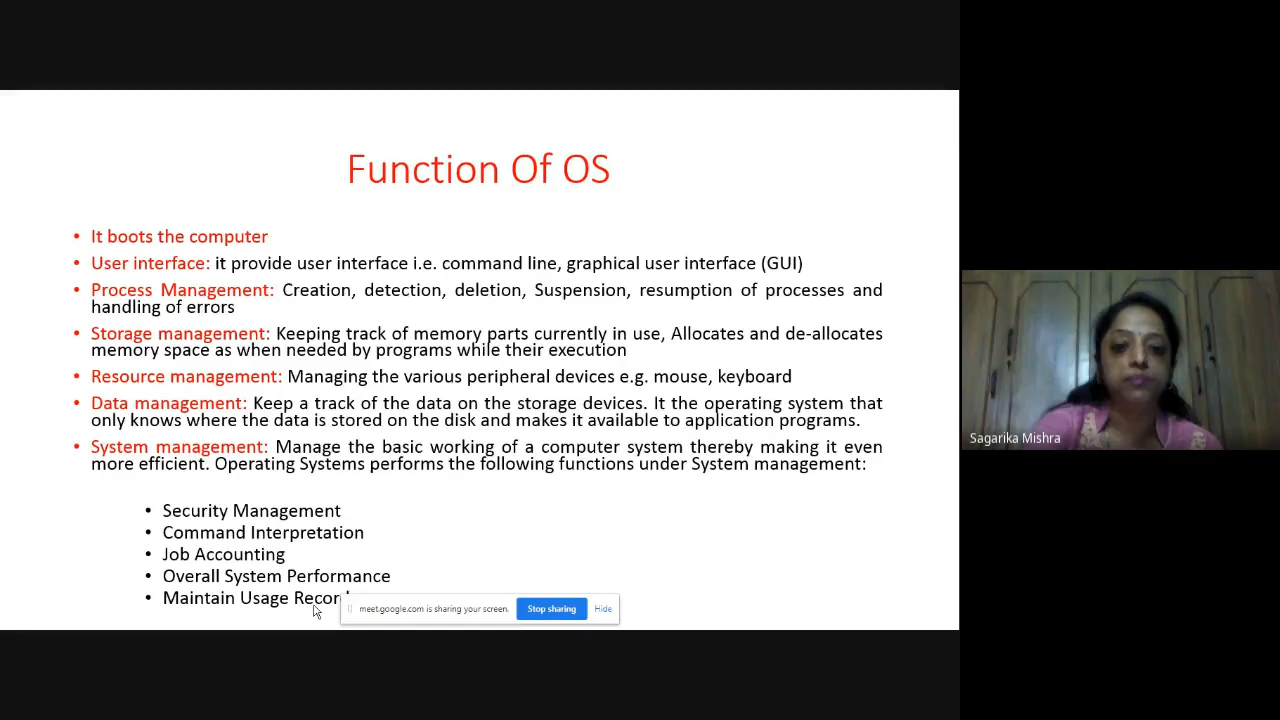 Function Of OS
• It boots the computer
• User interface: it provide user interface i.e. command line, graphical user interface (GUI)
• Process Management: Creation, detection, deletion, Suspension, resumption of processes and
handling of errors
• Storage management: Keeping track of memory parts currently in use, Allocates and de-allocates
memory space as when needed by programs while their execution
• Resource management: Managing the various peripheral devices e.g. mouse, keyboard
• Data management: Keep a track of the data on the storage devices. It the operating system that
only knows where the data is stored on the disk and makes it available to application programs.
• System management: Manage the basic working of a computer system thereby making it even
more efficient. Operating Systems performs the following functions under System management:
• Security Management
• Command Interpretation
• Job Accounting
• Overall System Performance
• Maintain Usage
meet.google.com is sharing your screen. Stop sharing Hide
Sagarika Mishra